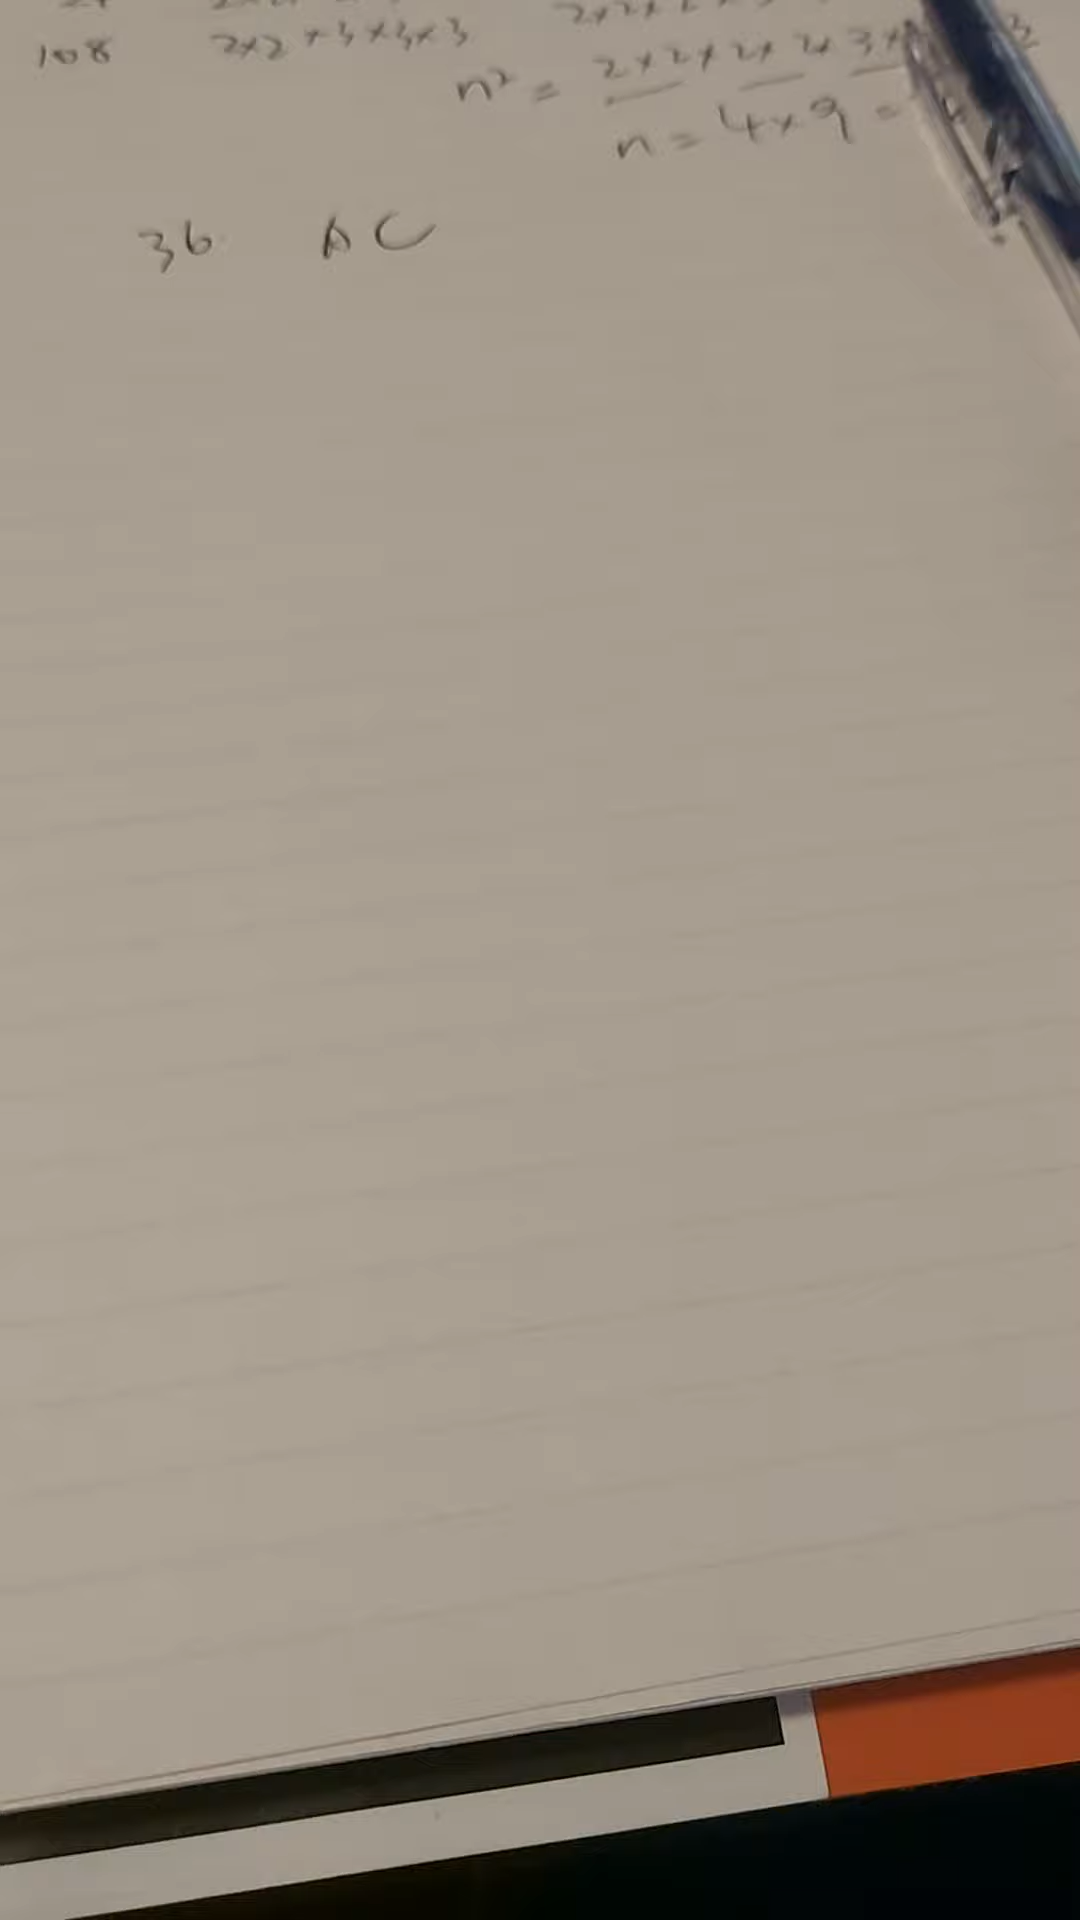 108 2×2×3×3×3
n² = 2×2×2×2×3×
n = 4×9 =
36 AC